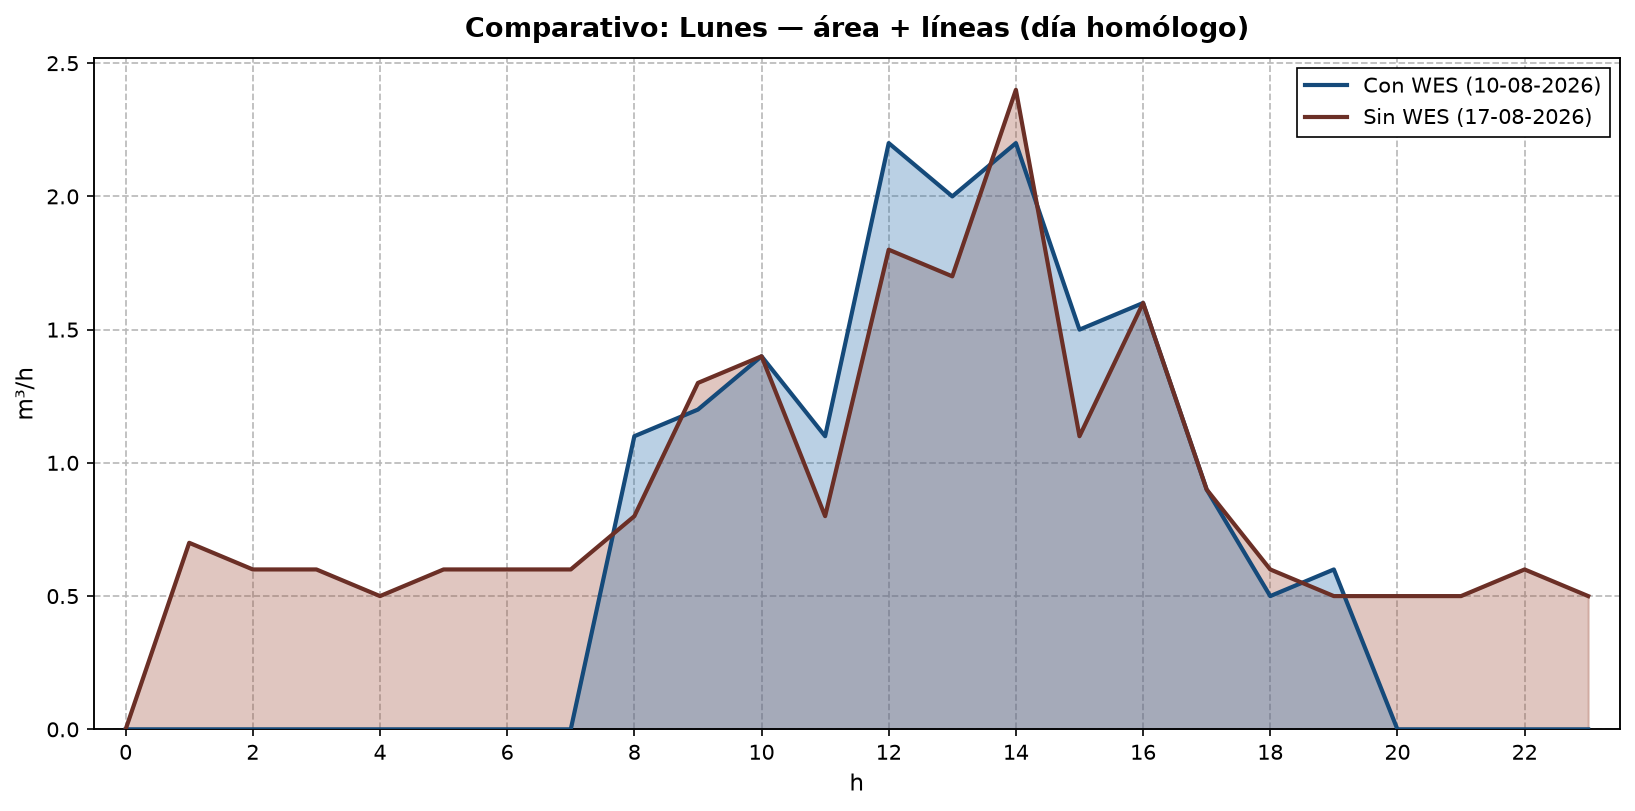 Comparativo: Lunes — área + líneas (día homólogo)
Con WES (10-08-2026)
Sin WES (17-08-2026)
m³/h
2.5
2.0
1.5
1.0
0.5
0.0
0 2 4 6 8 10 12 14 16 18 20 22
h